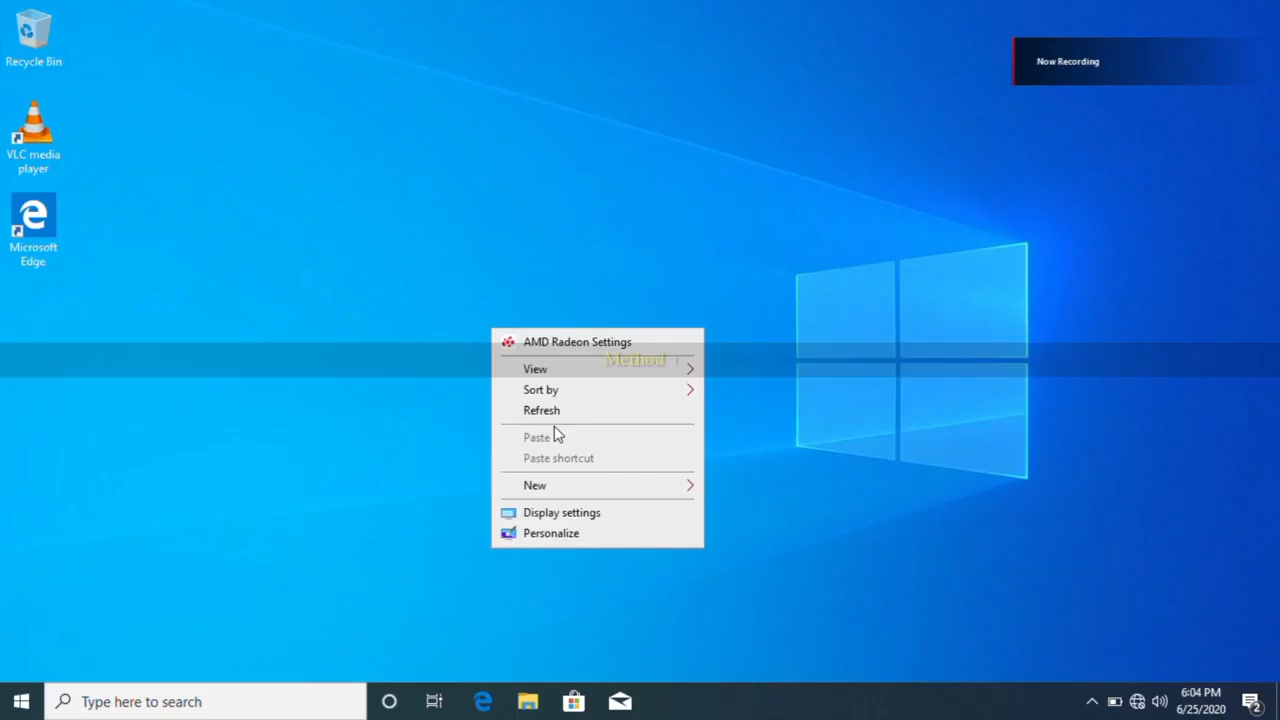 Recycle Bin
Now Recording
VLC media
player
Microsoft
Edge
AMD Radeon Settings
Method
View
Sort by
Refresh
Paste
Paste shortcut
New
Display settings
Personalize
Type here to search
6:04 PM
6/25/2020
2